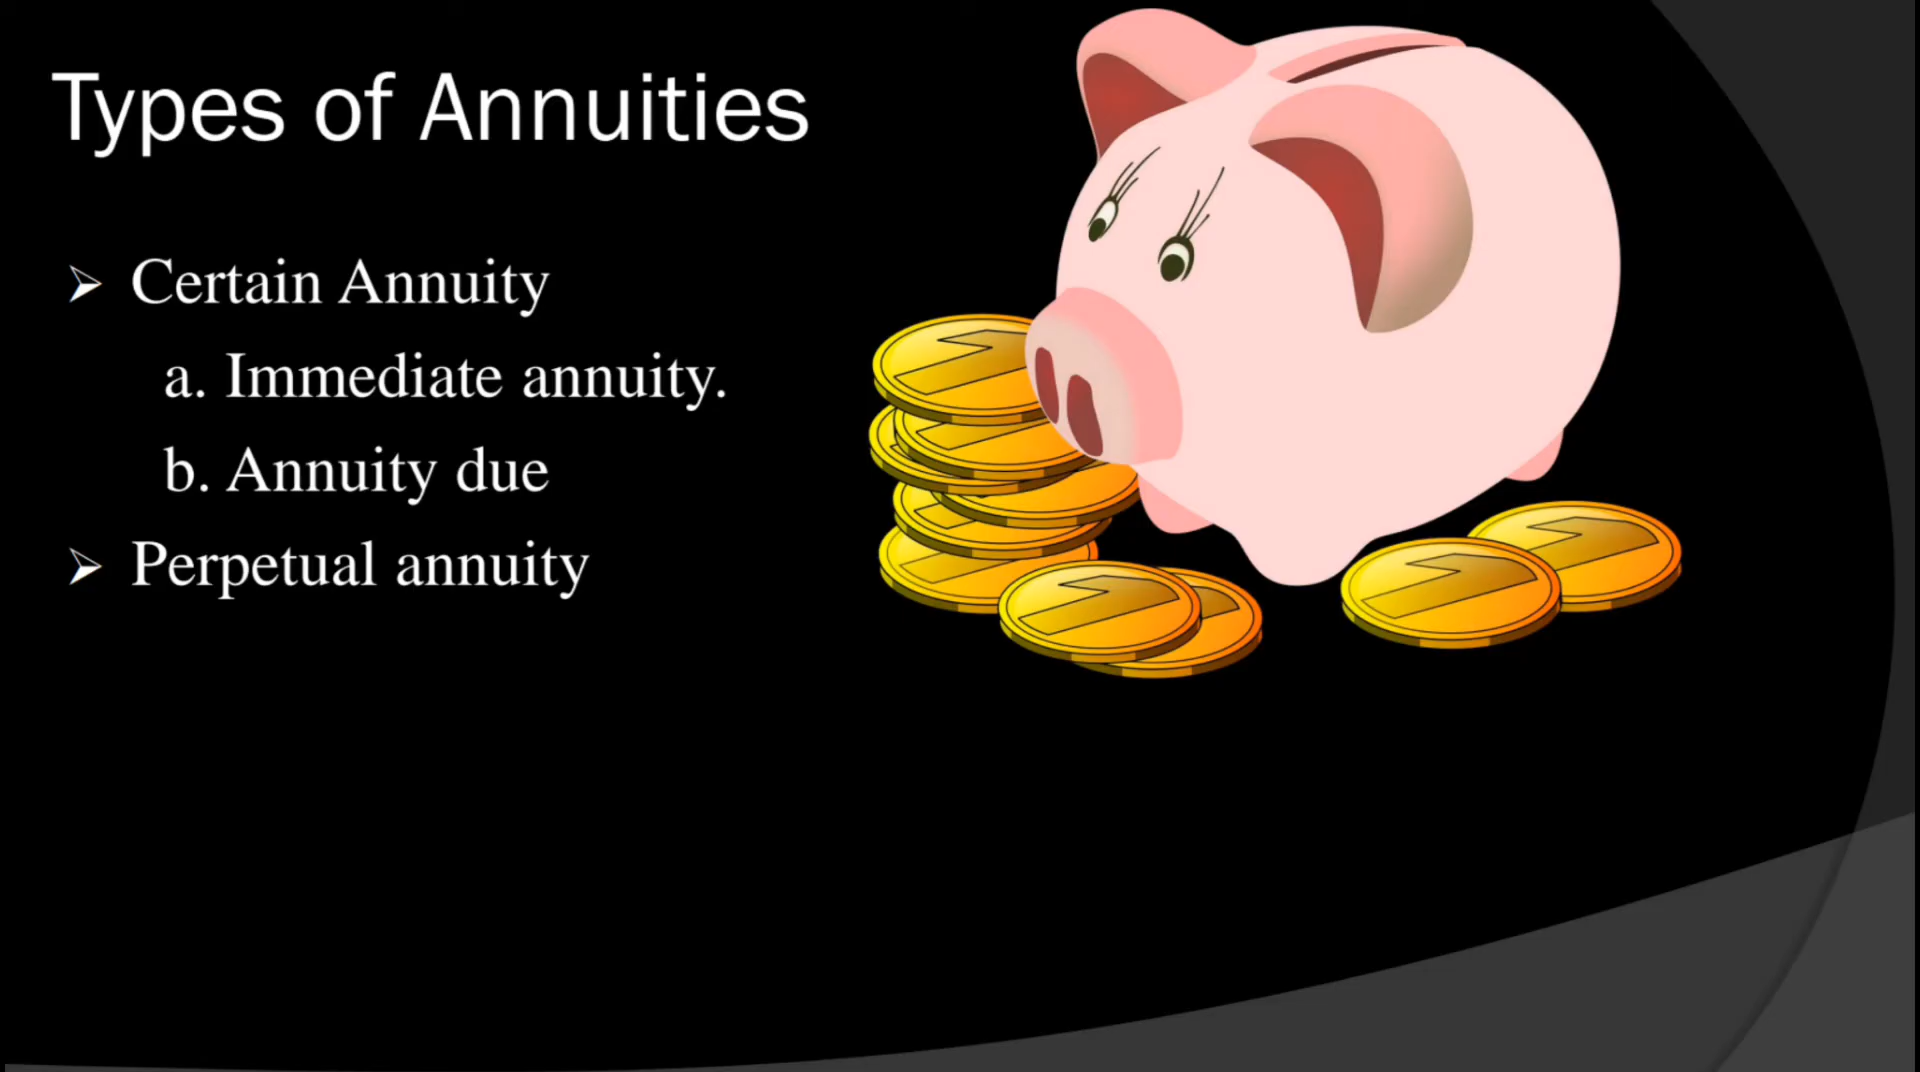 Types of Annuities
➢ Certain Annuity
a. Immediate annuity.
b. Annuity due
➢ Perpetual annuity